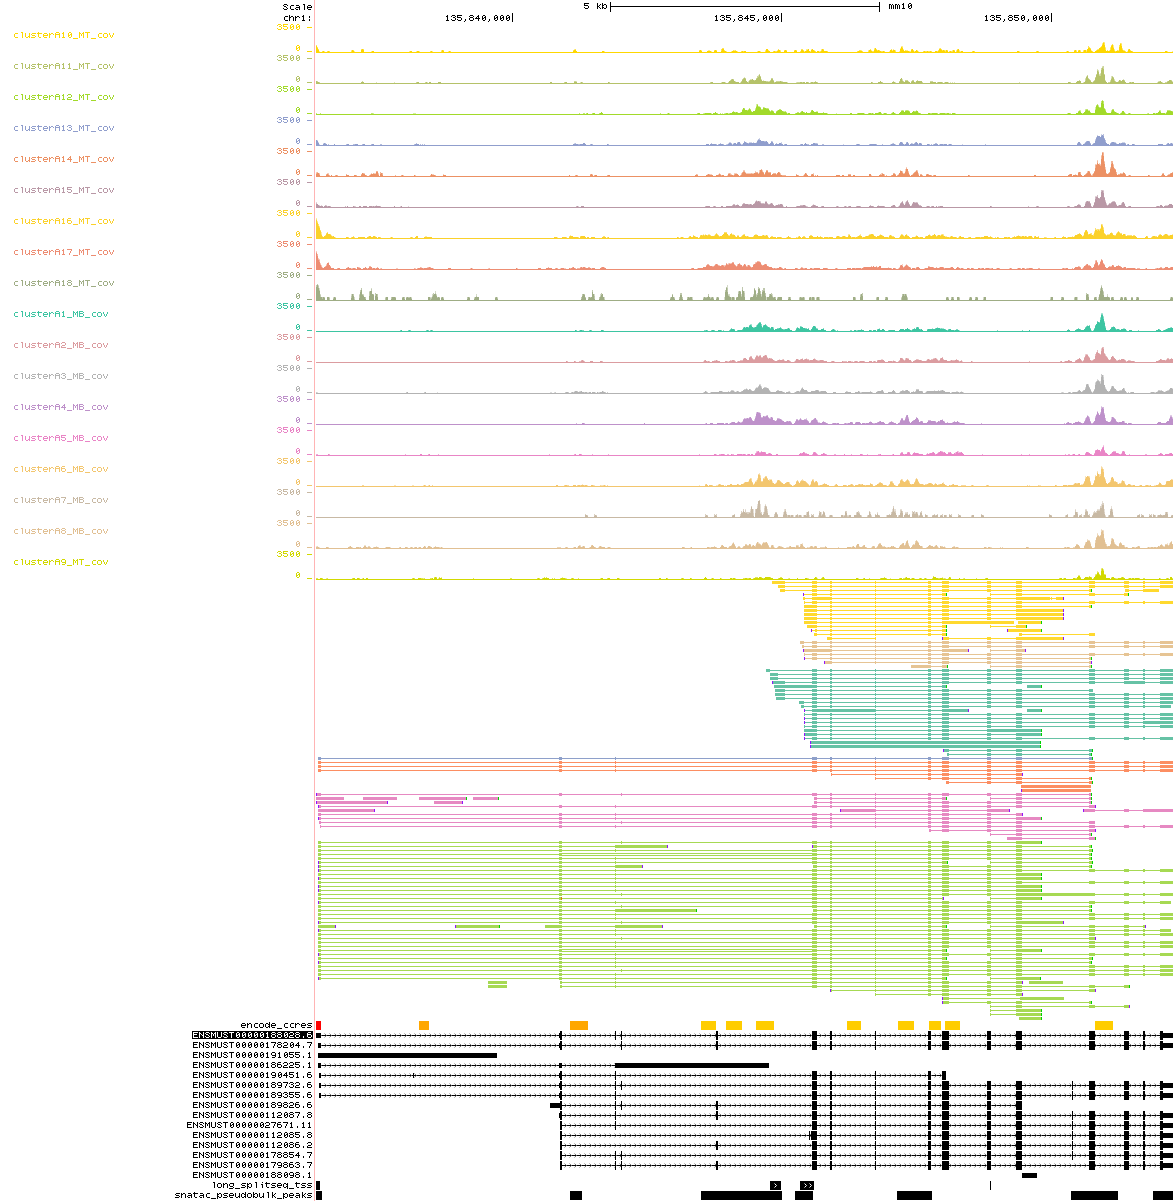 Scale 5 kb mm10
chr1: 135,840,000 135,845,000 135,850,000
3500
clusterA10_MT_cov
0
3500
clusterA11_MT_cov
0
3500
clusterA12_MT_cov
0
3500
clusterA13_MT_cov
0
3500
clusterA14_MT_cov
0
3500
clusterA15_MT_cov
0
3500
clusterA16_MT_cov
0
3500
clusterA17_MT_cov
0
3500
clusterA18_MT_cov
0
3500
clusterA1_MB_cov
0
3500
clusterA2_MB_cov
0
3500
clusterA3_MB_cov
0
3500
clusterA4_MB_cov
0
3500
clusterA5_MB_cov
0
3500
clusterA6_MB_cov
0
3500
clusterA7_MB_cov
0
3500
clusterA8_MB_cov
0
3500
clusterA9_MT_cov
0
encode_ccres
ENSMUST00000188028.6
ENSMUST00000178204.7
ENSMUST00000191055.1
ENSMUST00000186225.1
ENSMUST00000190451.6
ENSMUST00000189732.6
ENSMUST00000189355.6
ENSMUST00000189826.6
ENSMUST00000112087.8
ENSMUST00000027671.11
ENSMUST00000112085.8
ENSMUST00000112086.2
ENSMUST00000178854.7
ENSMUST00000179863.7
ENSMUST00000188098.1
long_splitseq_tss
snatac_pseudobulk_peaks